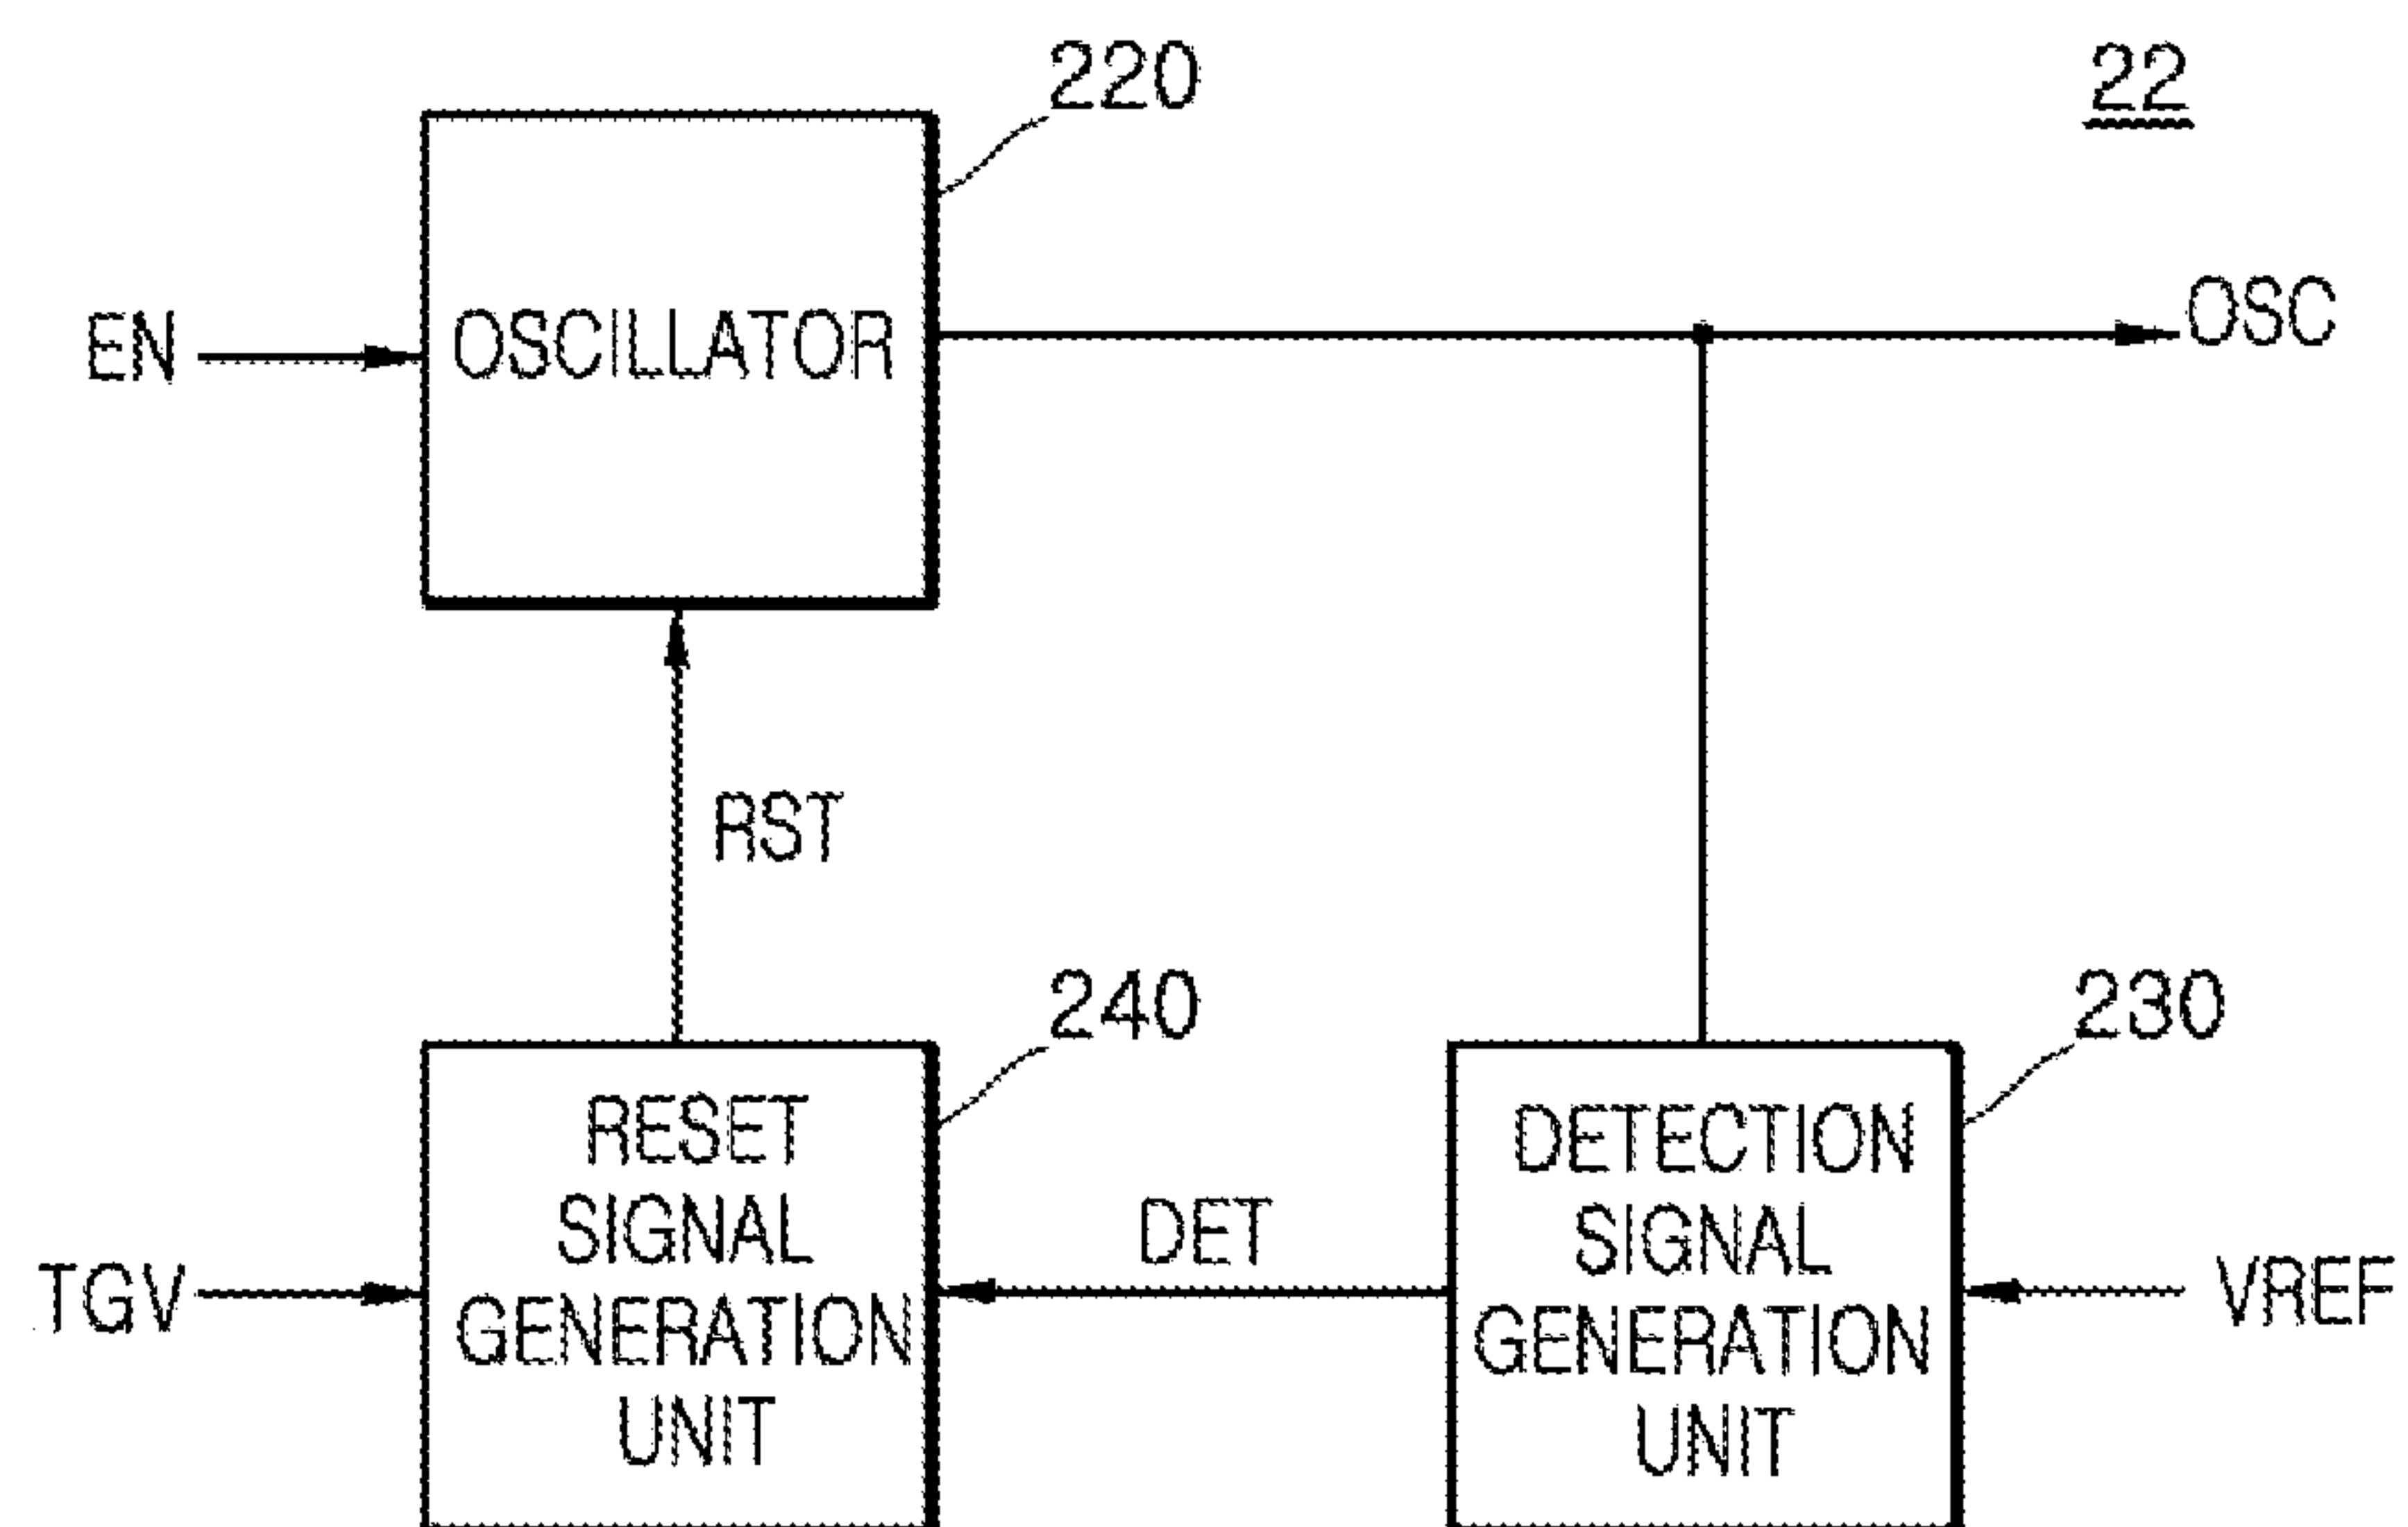 220
22
EN
OSCILLATOR
OSC
RST
240
230
RESET
SIGNAL
GENERATION
UNIT
DETECTION
SIGNAL
GENERATION
UNIT
DET
TGV
VREF